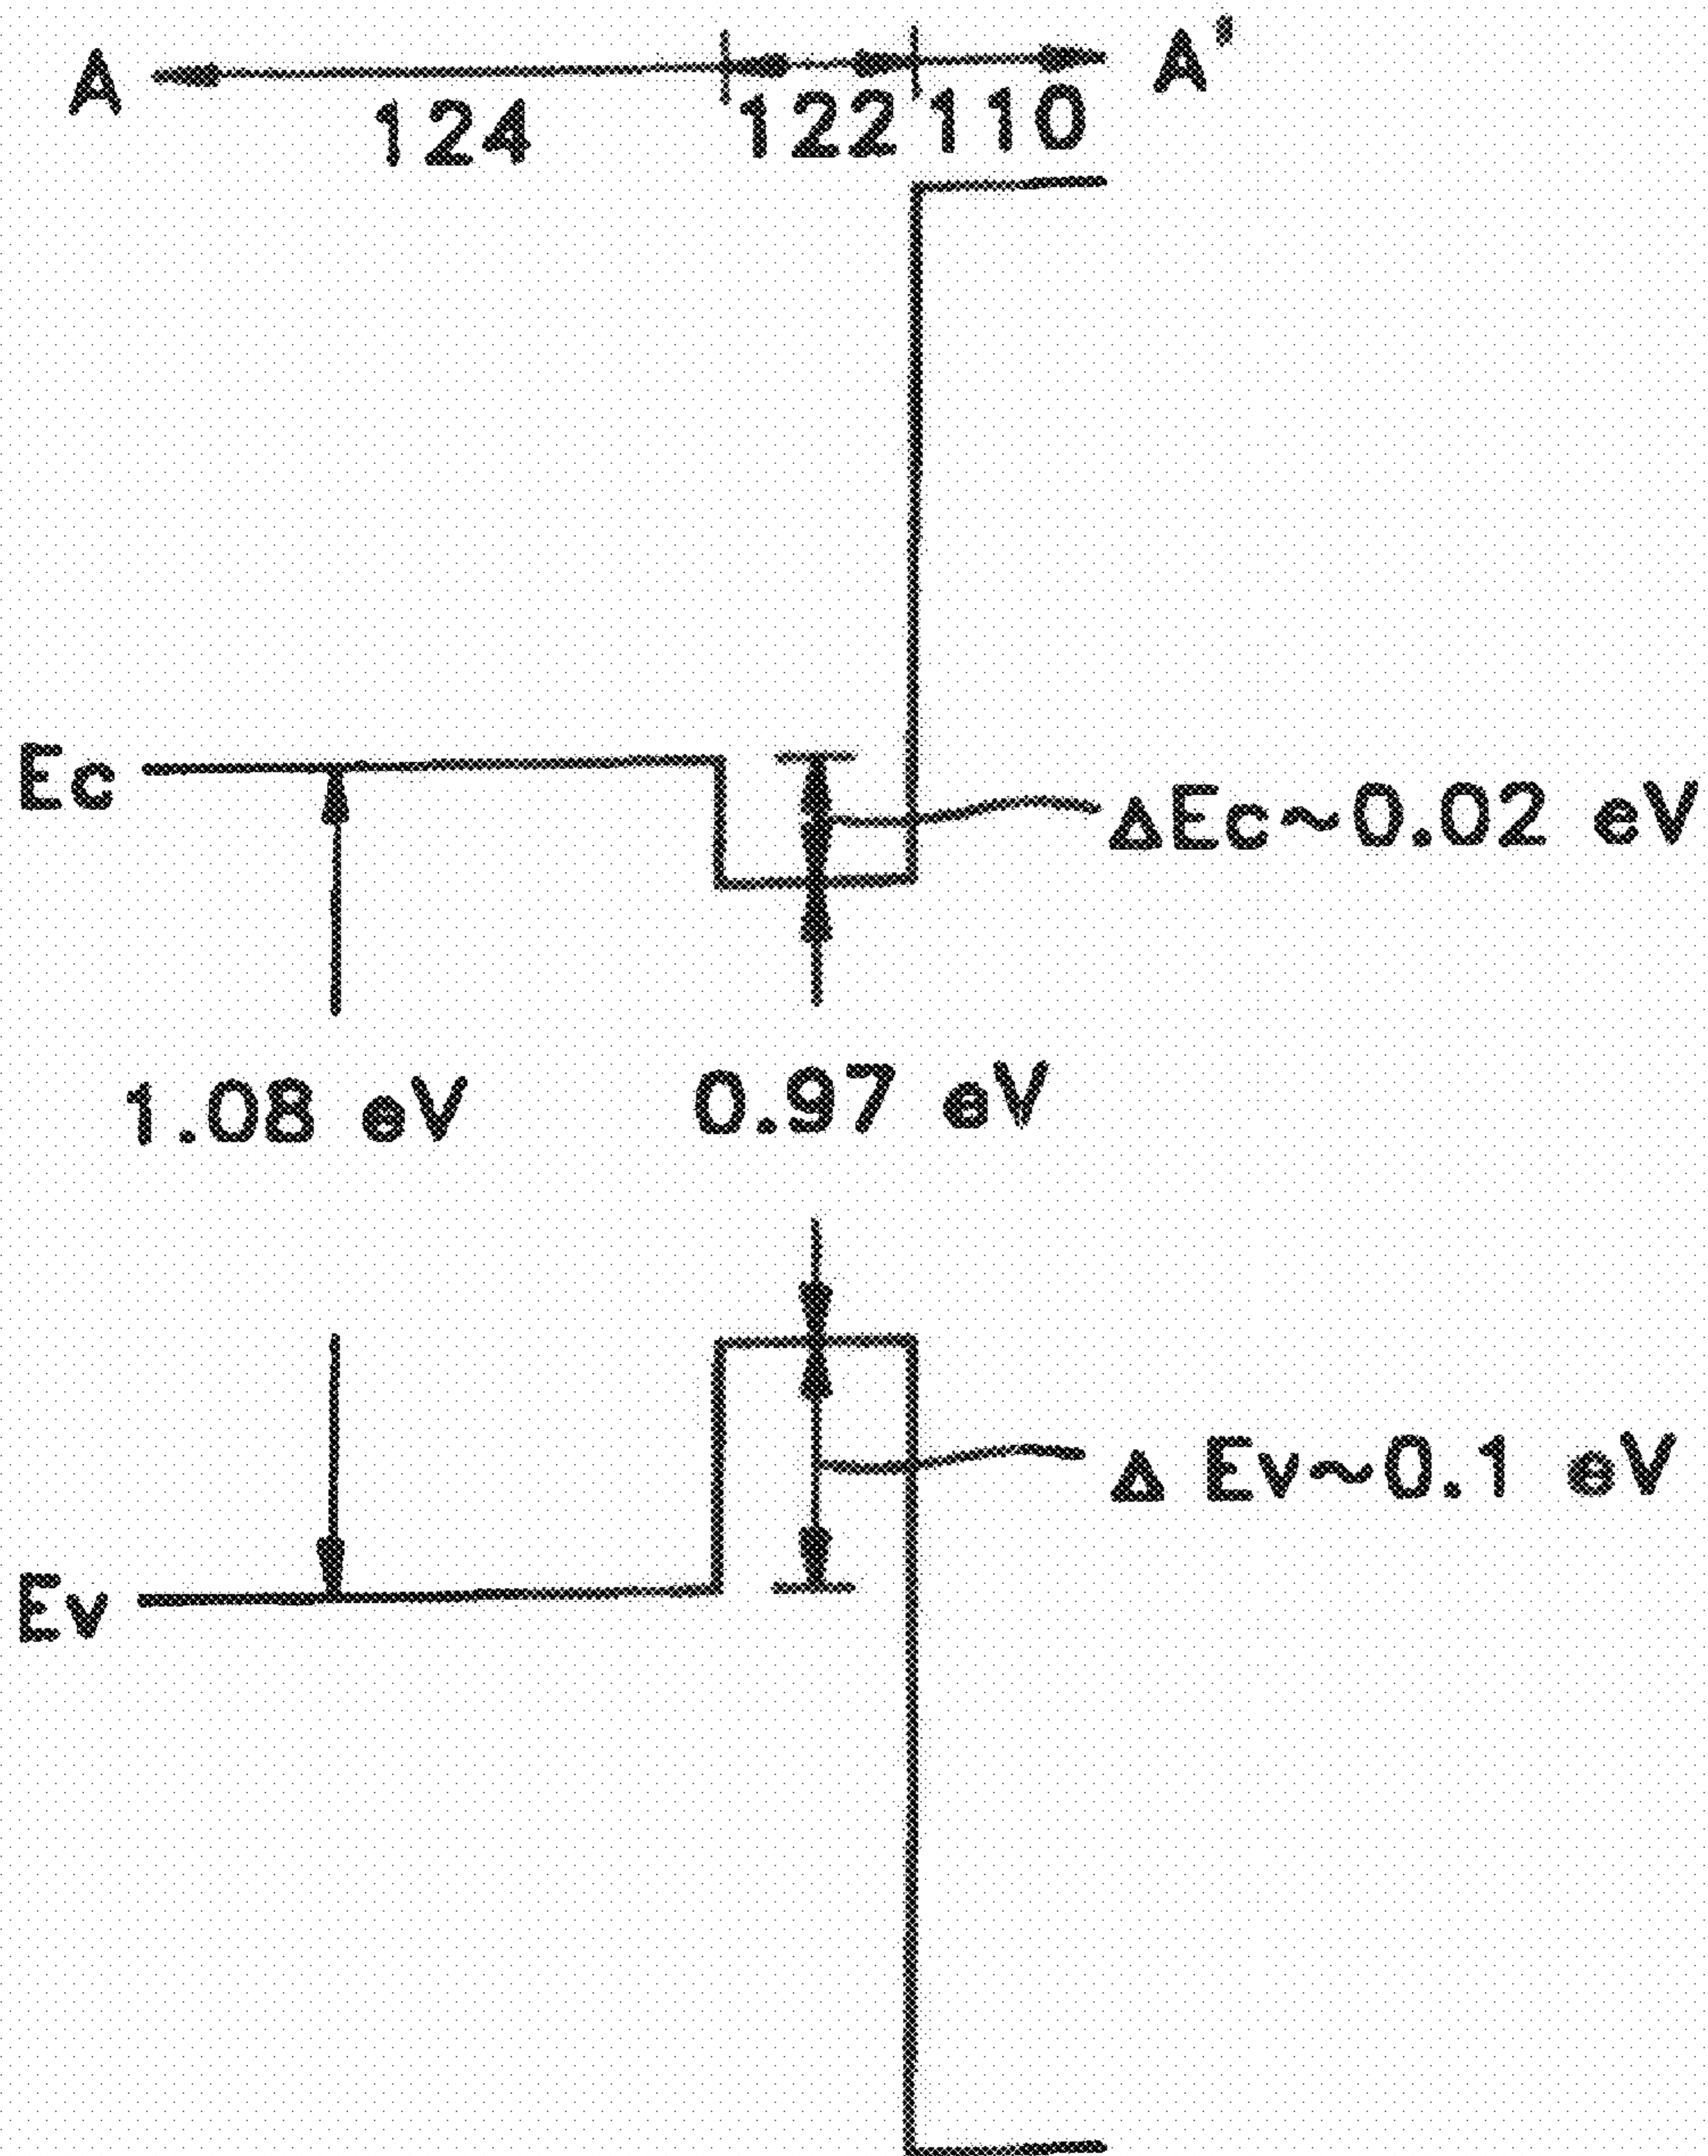 A A'
124 122 110
Ec
ΔEc~0.02 eV
1.08 eV 0.97 eV
Δ Ev~0.1 eV
Ev